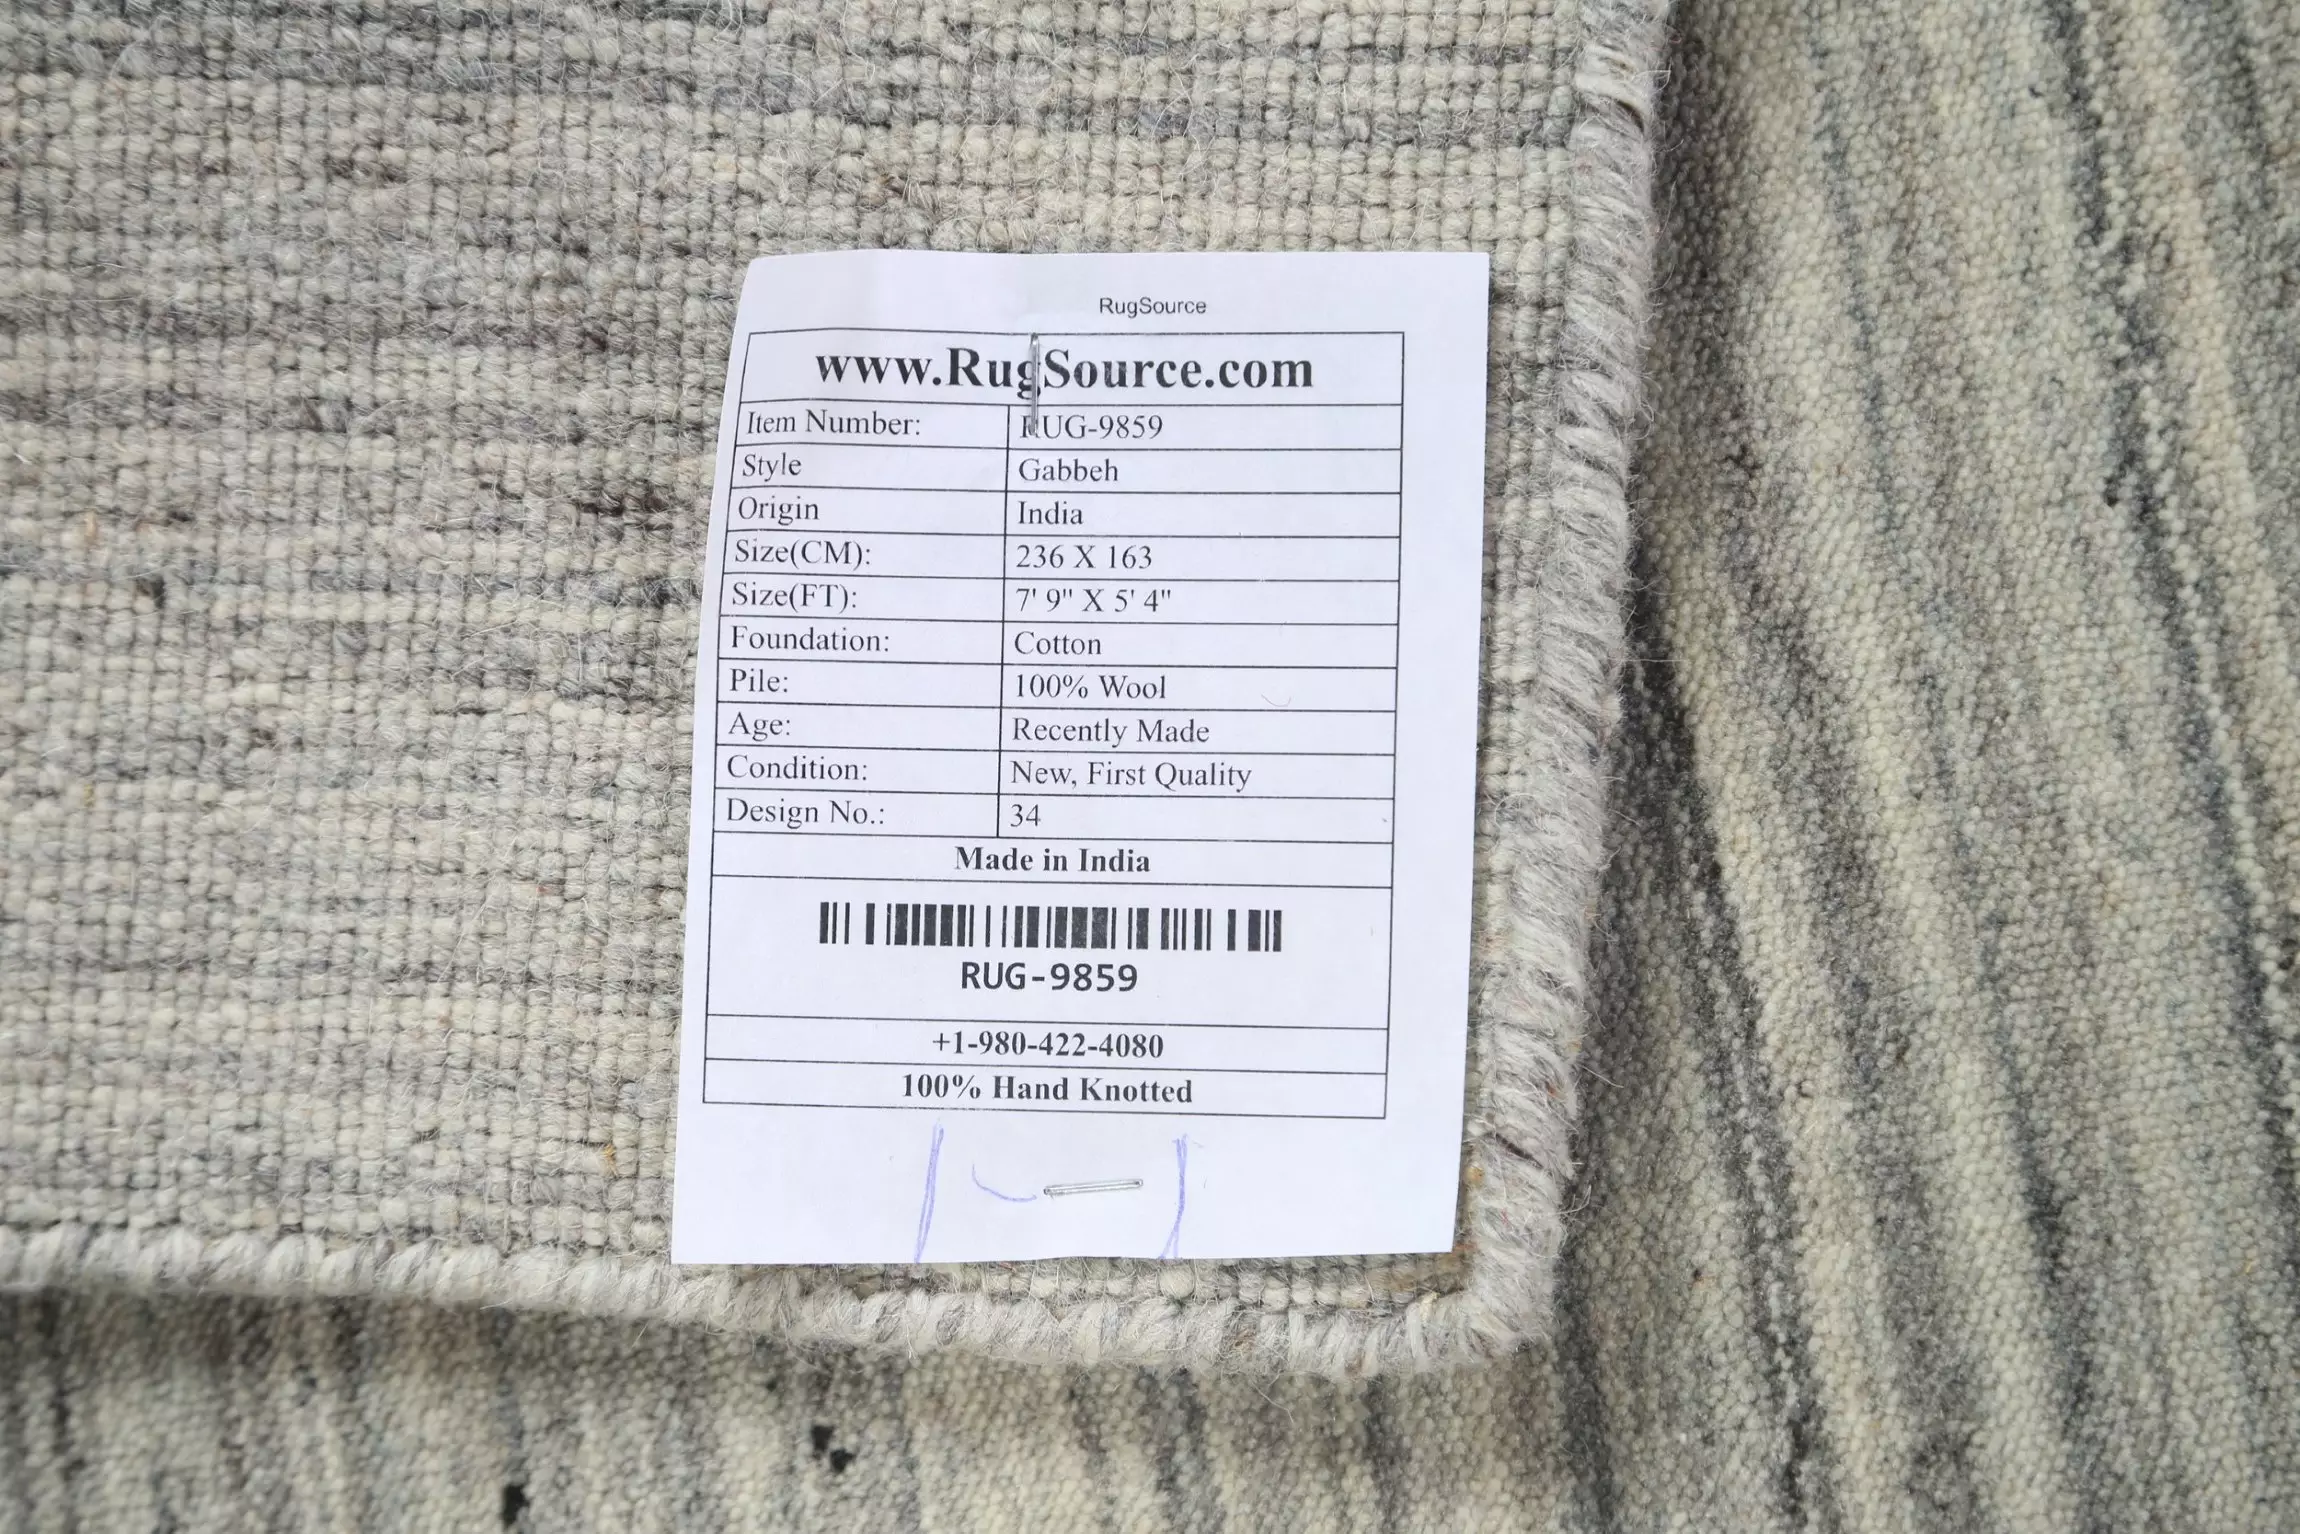 RugSource
www.RugSource.com
Item Number: RUG-9859
Style Gabbeh
Origin India
Size(CM): 236 X 163
Size(FT): 7' 9" X 5' 4"
Foundation: Cotton
Pile: 100% Wool
Age: Recently Made
Condition: New, First Quality
Design No.: 34
Made in India
RUG-9859
+1-980-422-4080
100% Hand Knotted